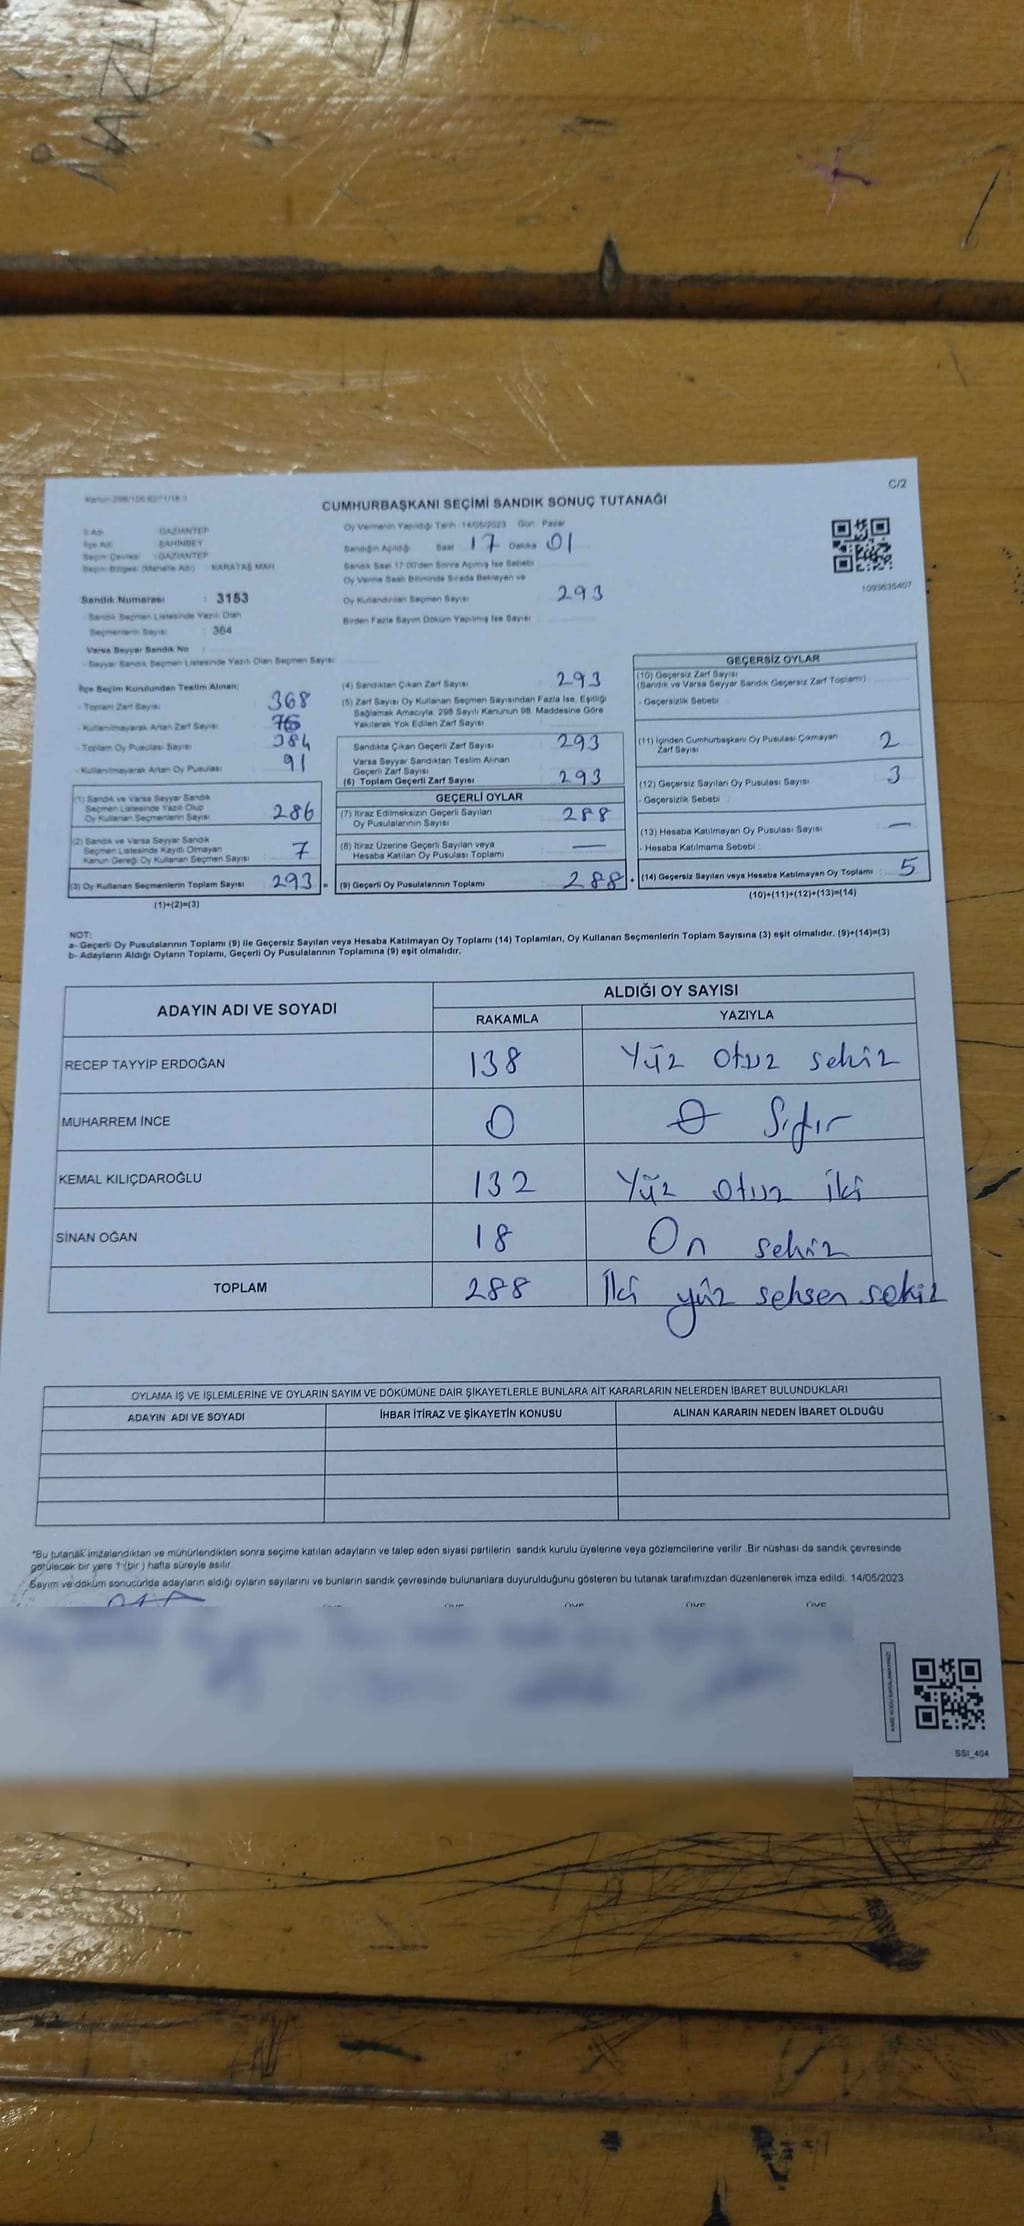 C/2
CUMHURBAŞKANI SEÇİMİ SANDIK SONUÇ TUTANAĞI
İl Adı : GAZİANTEP
İlçe Adı : ŞAHİNBEY
Seçim Çevresi : GAZİANTEP
Seçim Bölgesi (Mahalle Adı) : KARATAŞ MAH
Sandık Numarası : 3153
Sandık Seçmen Listesinde Yazılı Olan
Seçmenlerin Sayısı : 364
Varsa Seyyar Sandık No
- Seyyar Sandık Seçmen Listesinde Yazılı Olan Seçmen Sayısı
Oy Vermenin Yapıldığı Tarih : 14/05/2023 Gün : Pazar
Sandığın Açıldığı Saat 17 Dakika 01
Sandık Saat 17:00'den Sonra Açılmış İse Sebebi
Oy Verme Saati Bitiminde Sırada Bekleyen ve
Oy Kullandırılan Seçmen Sayısı 293
Birden Fazla Sayım Döküm Yapılmış İse Sayısı
1093635407
İlçe Seçim Kurulundan Teslim Alınan;
- Toplam Zarf Sayısı 368
- Kullanılmayarak Artan Zarf Sayısı
- Toplam Oy Pusulası Sayısı 384
- Kullanılmayarak Artan Oy Pusulası 91
(1) Sandık ve Varsa Seyyar Sandık
Seçmen Listesinde Yazılı Olup
Oy Kullanan Seçmenlerin Sayısı 286
(2) Sandık ve Varsa Seyyar Sandık
Seçmen Listesinde Kayıtlı Olmayan
Kanun Gereği Oy Kullanan Seçmen Sayısı 7
(3) Oy Kullanan Seçmenlerin Toplam Sayısı 293 =
(1)+(2)=(3)
(4) Sandıktan Çıkan Zarf Sayısı 293
(5) Zarf Sayısı Oy Kullanan Seçmen Sayısından Fazla İse, Eşitliği
Sağlamak Amacıyla; 298 Sayılı Kanunun 98. Maddesine Göre
Yakılarak Yok Edilen Zarf Sayısı
Sandıkta Çıkan Geçerli Zarf Sayısı 293
Varsa Seyyar Sandıktan Teslim Alınan
Geçerli Zarf Sayısı
(6) Toplam Geçerli Zarf Sayısı 293
GEÇERLİ OYLAR
(7) İtiraz Edilmeksizin Geçerli Sayılan
Oy Pusulalarının Sayısı 288
(8) İtiraz Üzerine Geçerli Sayılan veya
Hesaba Katılan Oy Pusulası Toplamı —
(9) Geçerli Oy Pusulalarının Toplamı : 288 +
GEÇERSİZ OYLAR
(10) Geçersiz Zarf Sayısı
(Sandık ve Varsa Seyyar Sandık Geçersiz Zarf Toplamı)
- Geçersizlik Sebebi :
(11) İçinden Cumhurbaşkanı Oy Pusulası Çıkmayan
Zarf Sayısı 2
(12) Geçersiz Sayılan Oy Pusulası Sayısı 3
- Geçersizlik Sebebi :
(13) Hesaba Katılmayan Oy Pusulası Sayısı —
- Hesaba Katılmama Sebebi :
(14) Geçersiz Sayılan veya Hesaba Katılmayan Oy Toplamı : 5
(10)+(11)+(12)+(13)=(14)
NOT:
a- Geçerli Oy Pusulalarının Toplamı (9) ile Geçersiz Sayılan veya Hesaba Katılmayan Oy Toplamı (14) Toplamları, Oy Kullanan Seçmenlerin Toplam Sayısına (3) eşit olmalıdır. (9)+(14)=(3)
b- Adayların Aldığı Oyların Toplamı, Geçerli Oy Pusulalarının Toplamına (9) eşit olmalıdır.
ADAYIN ADI VE SOYADI
ALDIĞI OY SAYISI
RAKAMLA YAZIYLA
RECEP TAYYİP ERDOĞAN 138 Yüz otuz sekiz
MUHARREM İNCE 0 0 Sıfır
KEMAL KILIÇDAROĞLU 132 Yüz otuz iki
SİNAN OĞAN 18 On sekiz
TOPLAM 288 İki yüz seksen sekiz
OYLAMA İŞ VE İŞLEMLERİNE VE OYLARIN SAYIM VE DÖKÜMÜNE DAİR ŞİKAYETLERLE BUNLARA AİT KARARLARIN NELERDEN İBARET BULUNDUKLARI
ADAYIN ADI VE SOYADI İHBAR İTİRAZ VE ŞİKAYETİN KONUSU ALINAN KARARIN NEDEN İBARET OLDUĞU
*Bu tutanak imzalandıktan ve mühürlendikten sonra seçime katılan adayların ve talep eden siyasi partilerin sandık kurulu üyelerine veya gözlemcilerine verilir. Bir nüshası da sandık çevresinde
görülecek bir yere 1 (bir) hafta süreyle asılır.
Sayım ve döküm sonucunda adayların aldığı oyların sayılarını ve bunların sandık çevresinde bulunanlara duyurulduğunu gösteren bu tutanak tarafımızdan düzenlenerek imza edildi. 14/05/2023
ÜYE ÜYE ÜYE ÜYE ÜYE
SSI_404